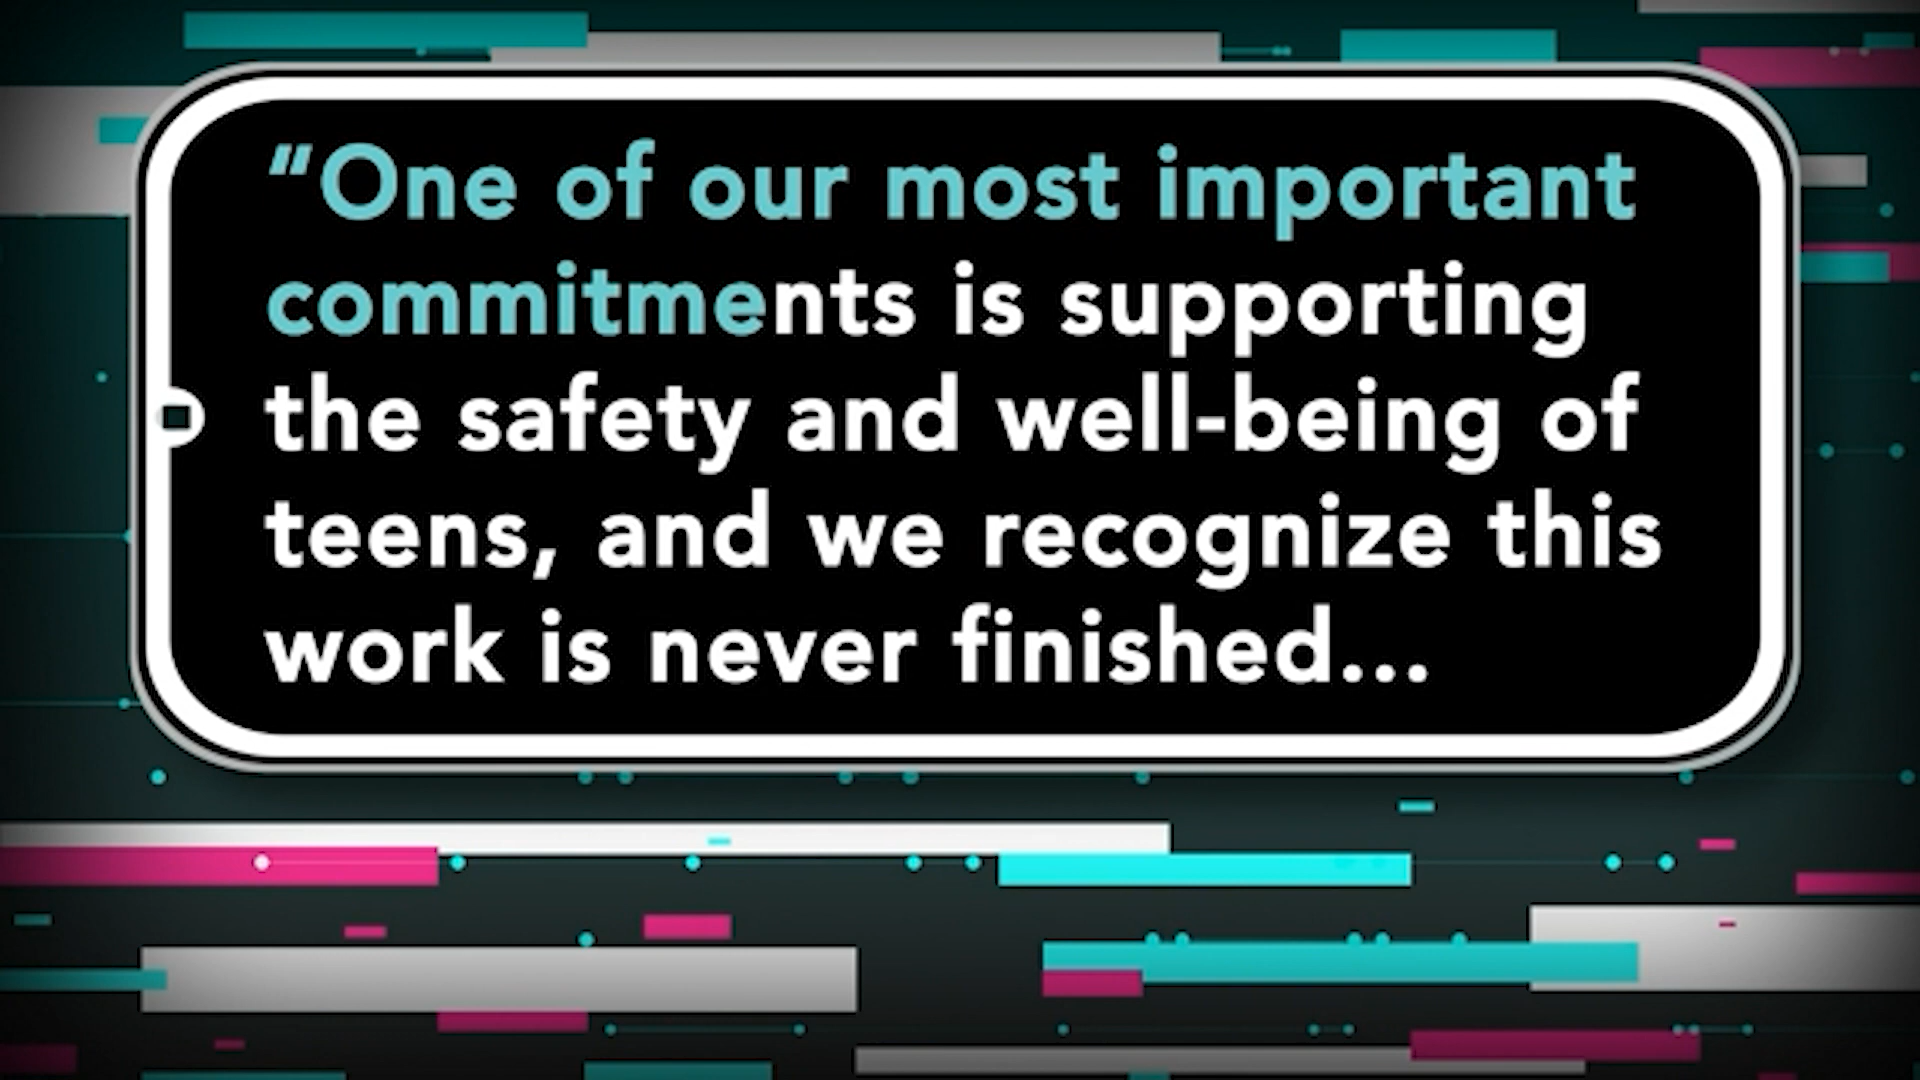 “One of our most important
commitments is supporting
the safety and well-being of
teens, and we recognize this
work is never finished...